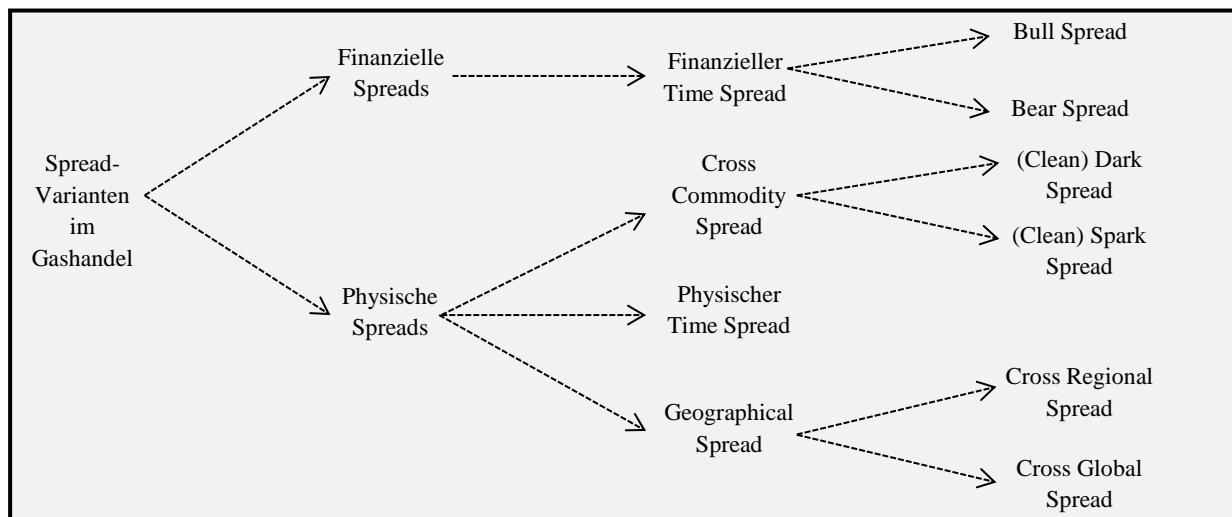 Spread-
Varianten
im
Gashandel
Finanzielle
Spreads
Physische
Spreads
Finanzieller
Time Spread
Cross
Commodity
Spread
Physischer
Time Spread
Geographical
Spread
Bull Spread
Bear Spread
(Clean) Dark
Spread
(Clean) Spark
Spread
Cross Regional
Spread
Cross Global
Spread